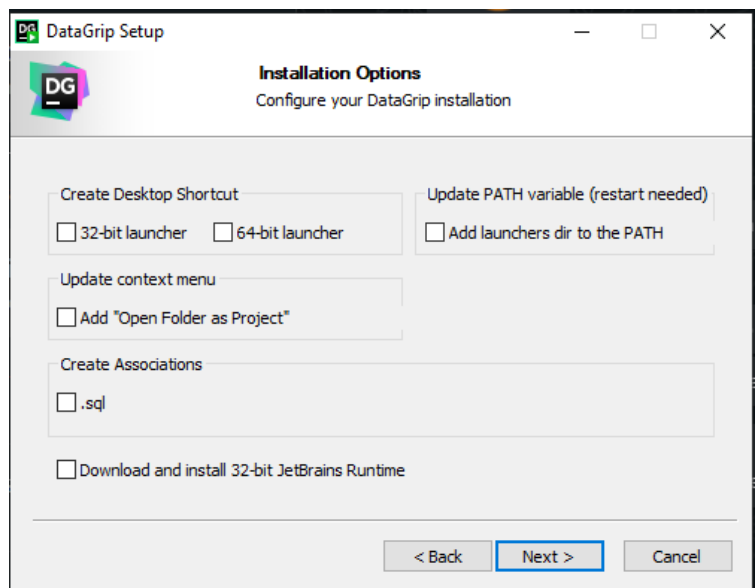 DG DataGrip Setup
DG
Installation Options
Configure your DataGrip installation
Create Desktop Shortcut
32-bit launcher 64-bit launcher
Update PATH variable (restart needed)
Add launchers dir to the PATH
Update context menu
Add "Open Folder as Project"
Create Associations
.sql
Download and install 32-bit JetBrains Runtime
< Back Next > Cancel